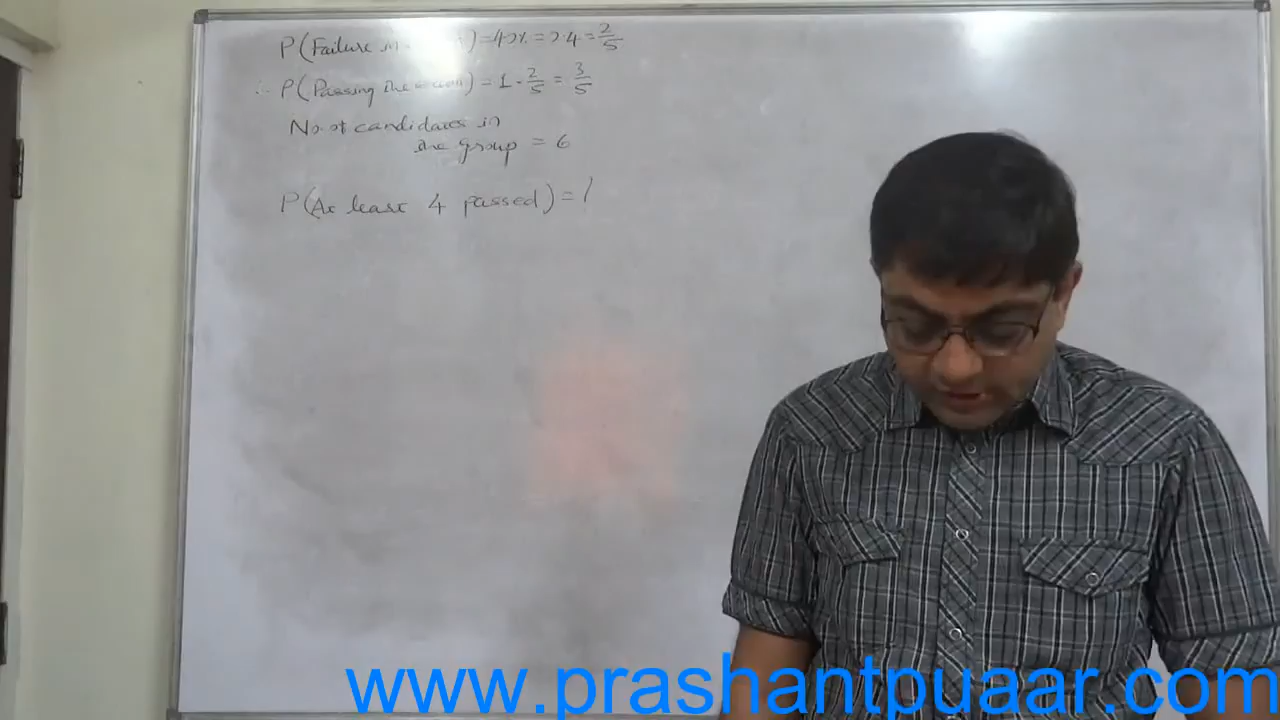 P(Failure in ) = 40% = 0.4 = 2/5
∴ P(Passing the exam) = 1 - 2/5 = 3/5
No. of candidates in
the group = 6
P(At least 4 passed) = 
www.prashantpuaar.com